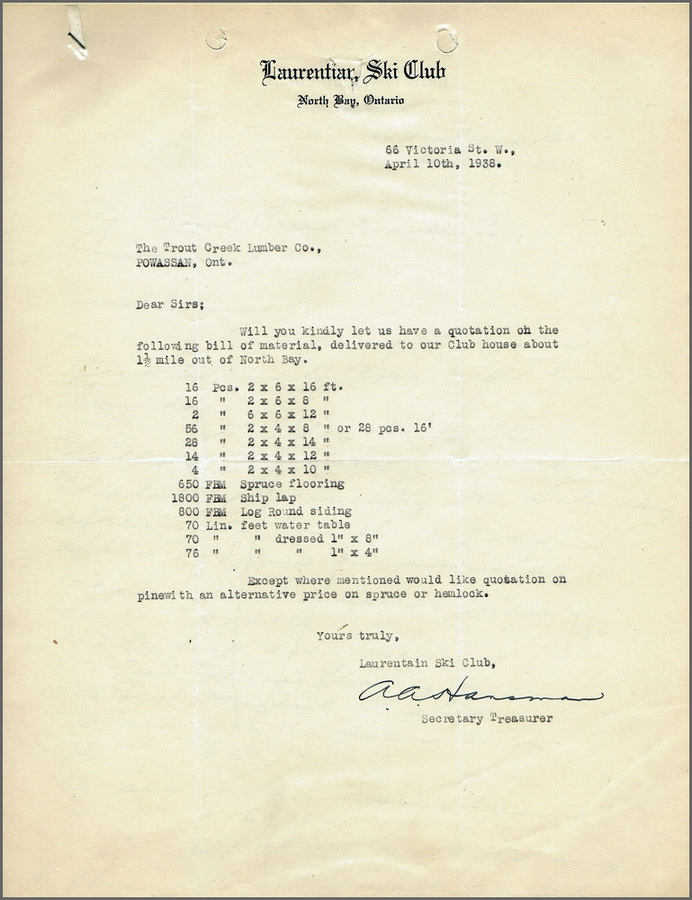 Laurentian Ski Club
North Bay, Ontario
66 Victoria St. W.,
April 10th, 1938.
The Trout Creek Lumber Co.,
POWASSAN, Ont.
Dear Sirs;
Will you kindly let us have a quotation oh the
following bill of material, delivered to our Club house about
1½ mile out of North Bay.
16 Pcs. 2 x 6 x 16 ft.
16 " 2 x 6 x 8 "
2 " 6 x 6 x 12 "
56 " 2 x 4 x 8 " or 28 pcs. 16'
28 " 2 x 4 x 14 "
14 " 2 x 4 x 12 "
4 " 2 x 4 x 10 "
650 FBM Spruce flooring
1800 FBM Ship lap
800 FBM Log Round siding
70 Lin. feet water table
70 " " dressed 1" x 8"
76 " " " 1" x 4"
Except where mentioned would like quotation on
pinewith an alternative price on spruce or hemlock.
Yours truly,
Laurentain Ski Club,
A.A. Hansman
Secretary Treasurer